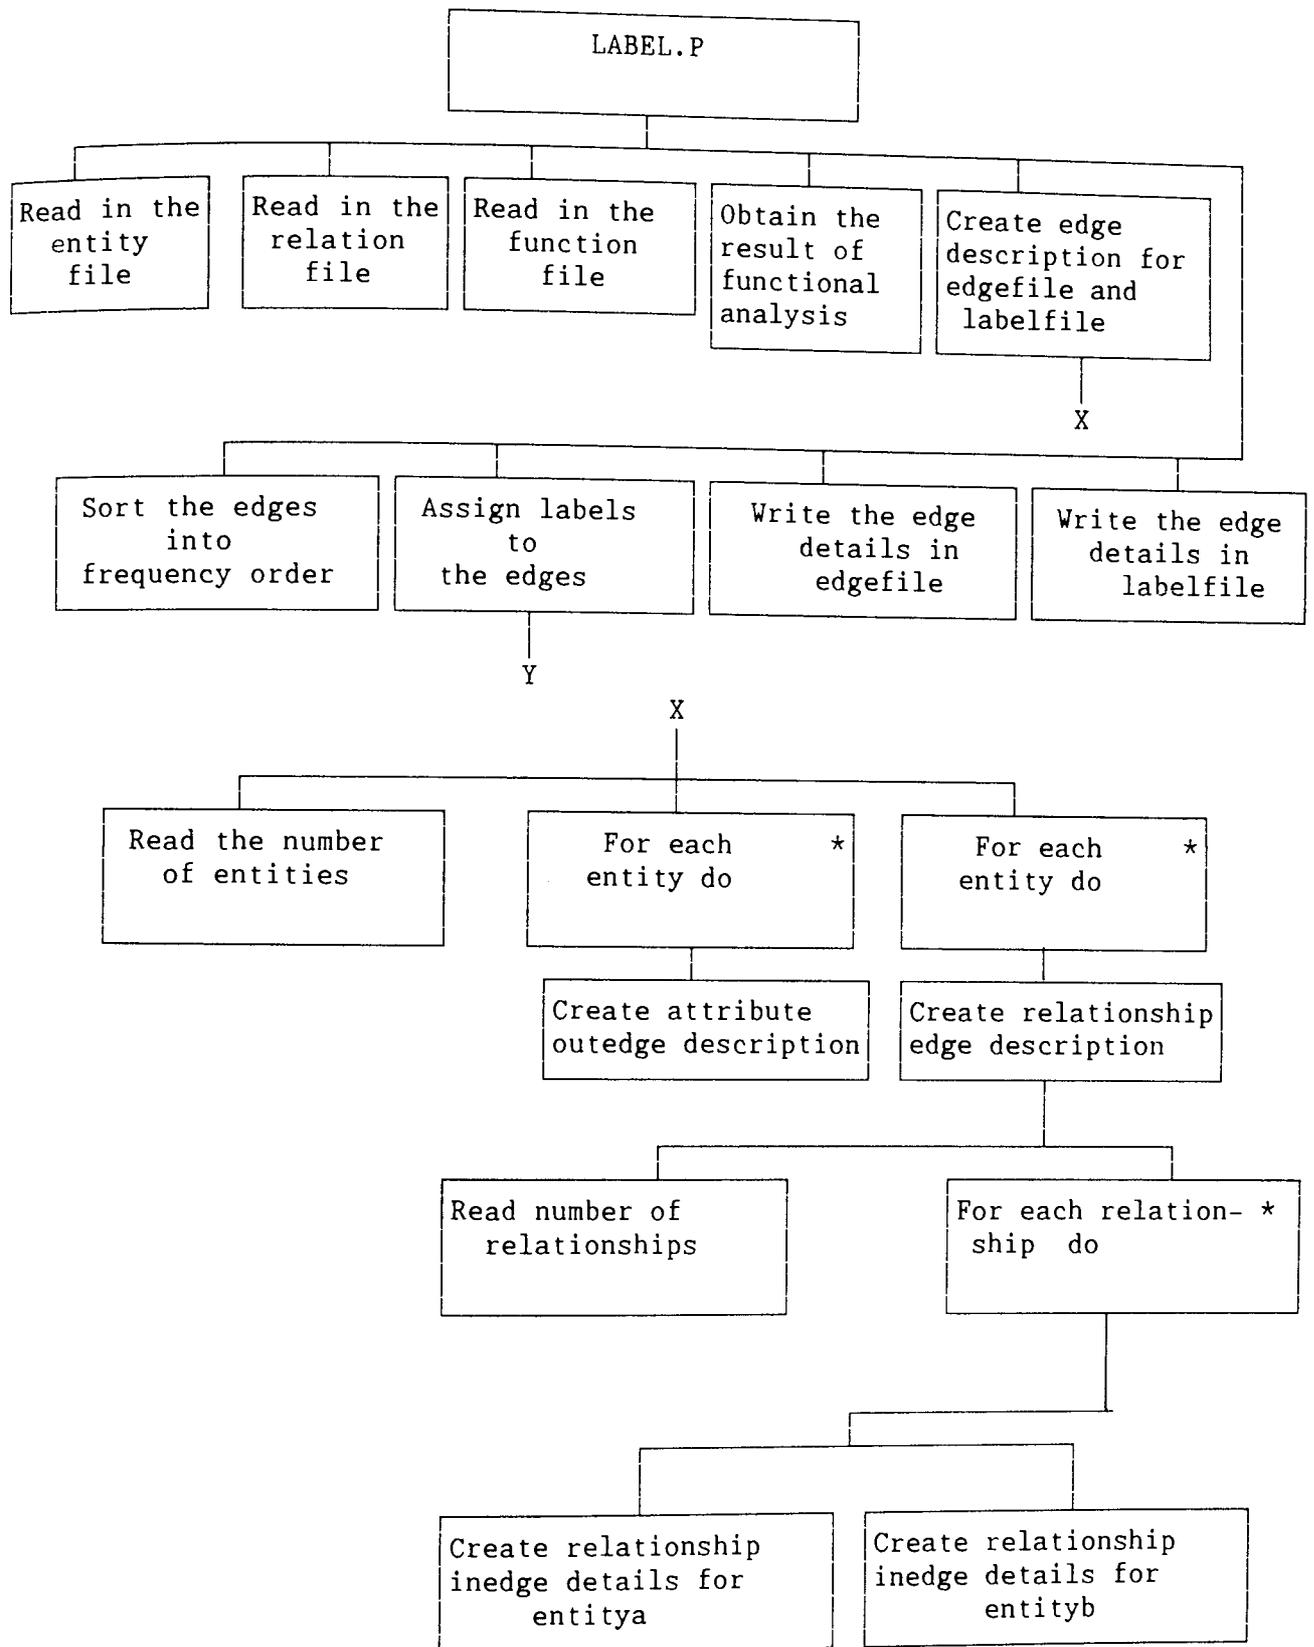 LABEL.P
Read in the
entity
file
Read in the
relation
file
Read in the
function
file
Obtain the
result of
functional
analysis
Create edge
description for
edgefile and
labelfile
X
Sort the edges
into
frequency order
Assign labels
to
the edges
Write the edge
details in
edgefile
Write the edge
details in
labelfile
Y
X
Read the number
of entities
For each *
entity do
For each *
entity do
Create attribute
outedge description
Create relationship
edge description
Read number of
relationships
For each relation- *
ship do
Create relationship
inedge details for
entitya
Create relationship
inedge details for
entityb